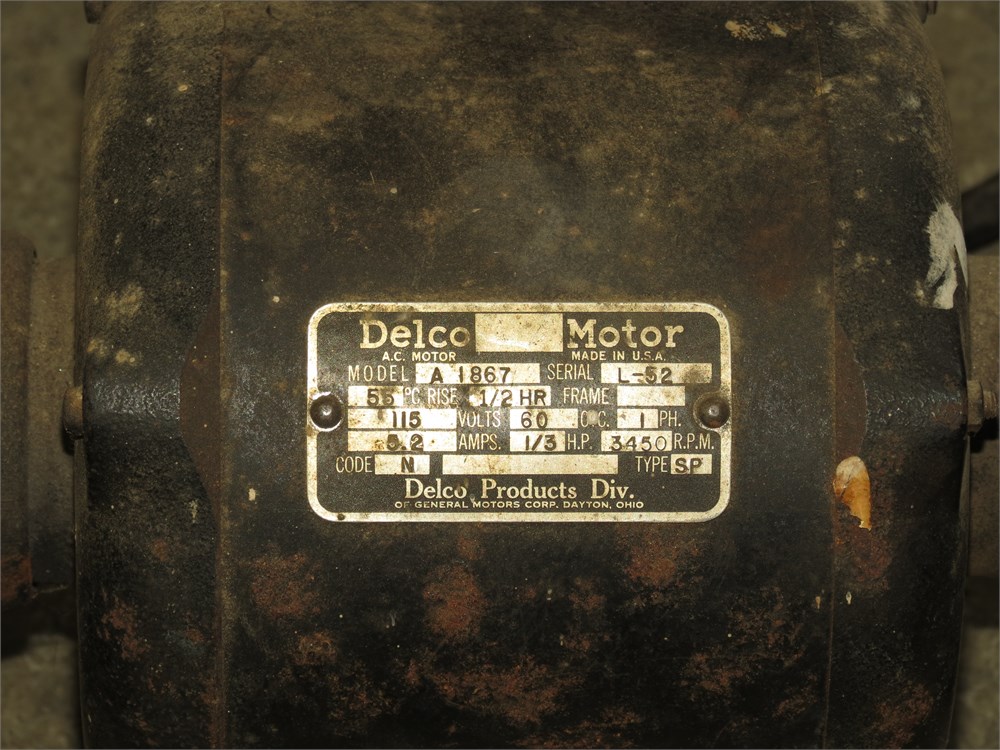 Delco Motor
A.C. MOTOR MADE IN U.S.A.
MODEL A 1867 SERIAL L-52
55 °C RISE 1/2 HR FRAME
115 VOLTS 60 C. 1 PH.
5.2 AMPS. 1/3 H.P. 3450 R.P.M.
CODE N TYPE SP
Delco Products Div.
OF GENERAL MOTORS CORP. DAYTON, OHIO